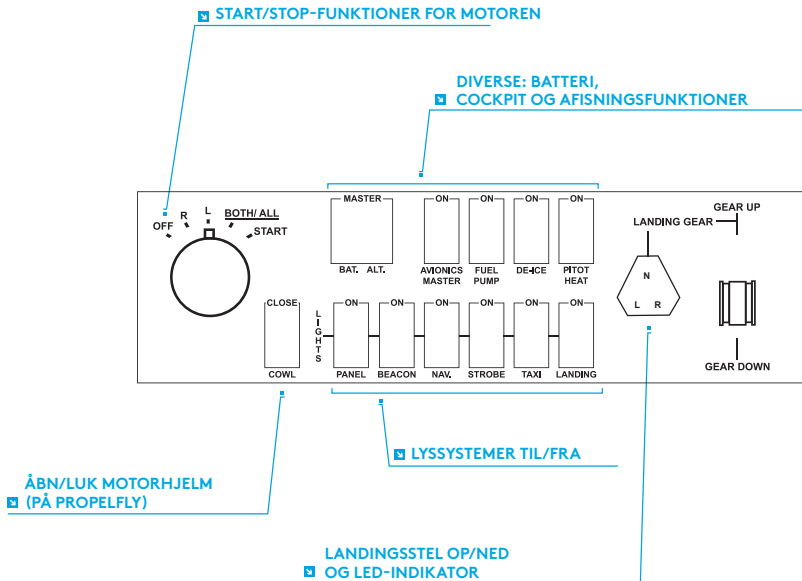 START/STOP-FUNKTIONER FOR MOTOREN
DIVERSE: BATTERI,
COCKPIT OG AFISNINGSFUNKTIONER
OFF
R
L
BOTH/ ALL
START
MASTER
BAT. ALT.
ON
AVIONICS
MASTER
ON
FUEL
PUMP
ON
DE-ICE
ON
PITOT
HEAT
LANDING GEAR
GEAR UP
N
L R
GEAR DOWN
CLOSE
COWL
LIGHTS
ON
PANEL
ON
BEACON
ON
NAV.
ON
STROBE
ON
TAXI
ON
LANDING
LYSSYSTEMER TIL/FRA
ÅBN/LUK MOTORHJELM
(PÅ PROPELFLY)
LANDINGSSTEL OP/NED
OG LED-INDIKATOR